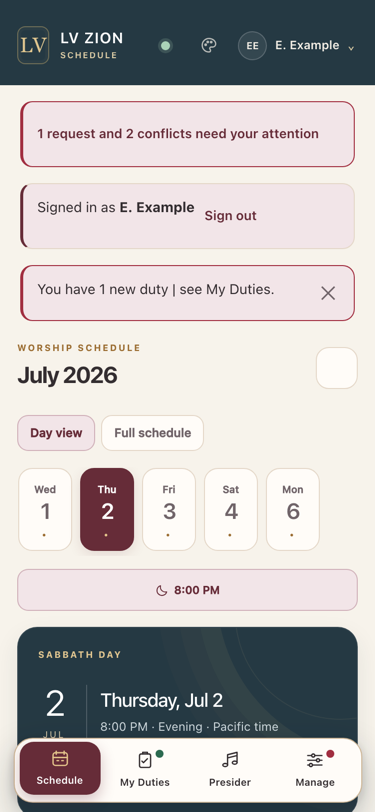 LV
LV ZION
SCHEDULE
EE
E. Example
1 request and 2 conflicts need your attention
Signed in as E. Example
Sign out
You have 1 new duty | see My Duties.
WORSHIP SCHEDULE
July 2026
Day view
Full schedule
Wed
1
Thu
2
Fri
3
Sat
4
Mon
6
8:00 PM
SABBATH DAY
2
JUL
Thursday, Jul 2
8:00 PM · Evening · Pacific time
Schedule
My Duties
Presider
Manage